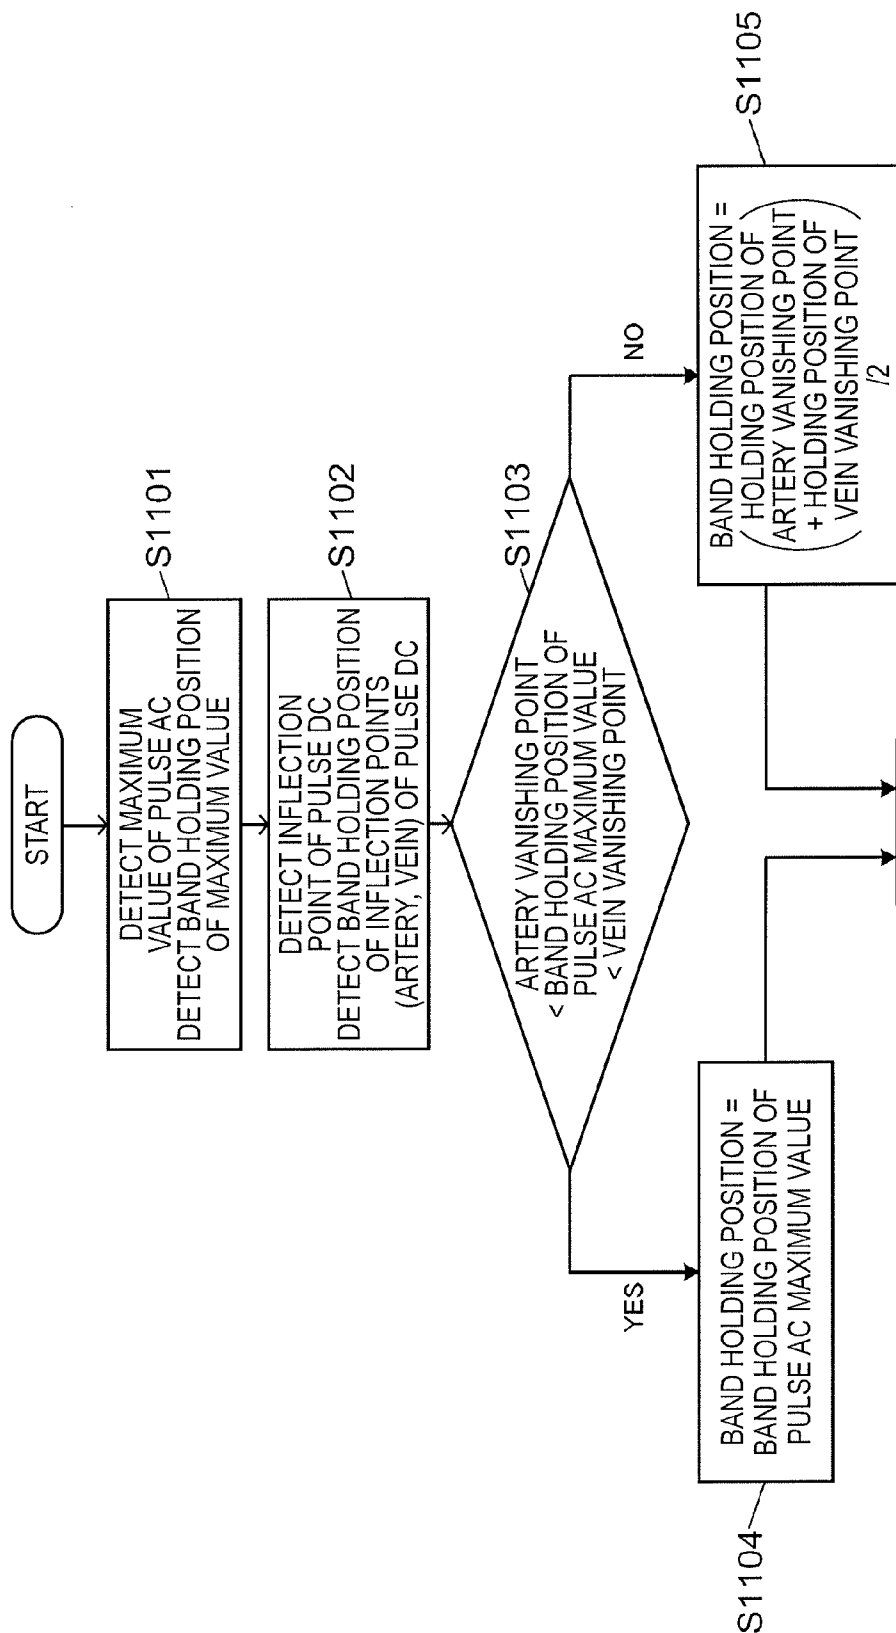 START
DETECT MAXIMUM
VALUE OF PULSE AC
DETECT BAND HOLDING POSITION
OF MAXIMUM VALUE
S1101
DETECT INFLECTION
POINT OF PULSE DC
DETECT BAND HOLDING POSITION
OF INFLECTION POINTS
(ARTERY, VEIN) OF PULSE DC
S1102
ARTERY VANISHING POINT
< BAND HOLDING POSITION OF
PULSE AC MAXIMUM VALUE
< VEIN VANISHING POINT
S1103
YES
NO
BAND HOLDING POSITION =
BAND HOLDING POSITION OF
PULSE AC MAXIMUM VALUE
S1104
BAND HOLDING POSITION =
(HOLDING POSITION OF
ARTERY VANISHING POINT
+ HOLDING POSITION OF
VEIN VANISHING POINT)
/2
S1105